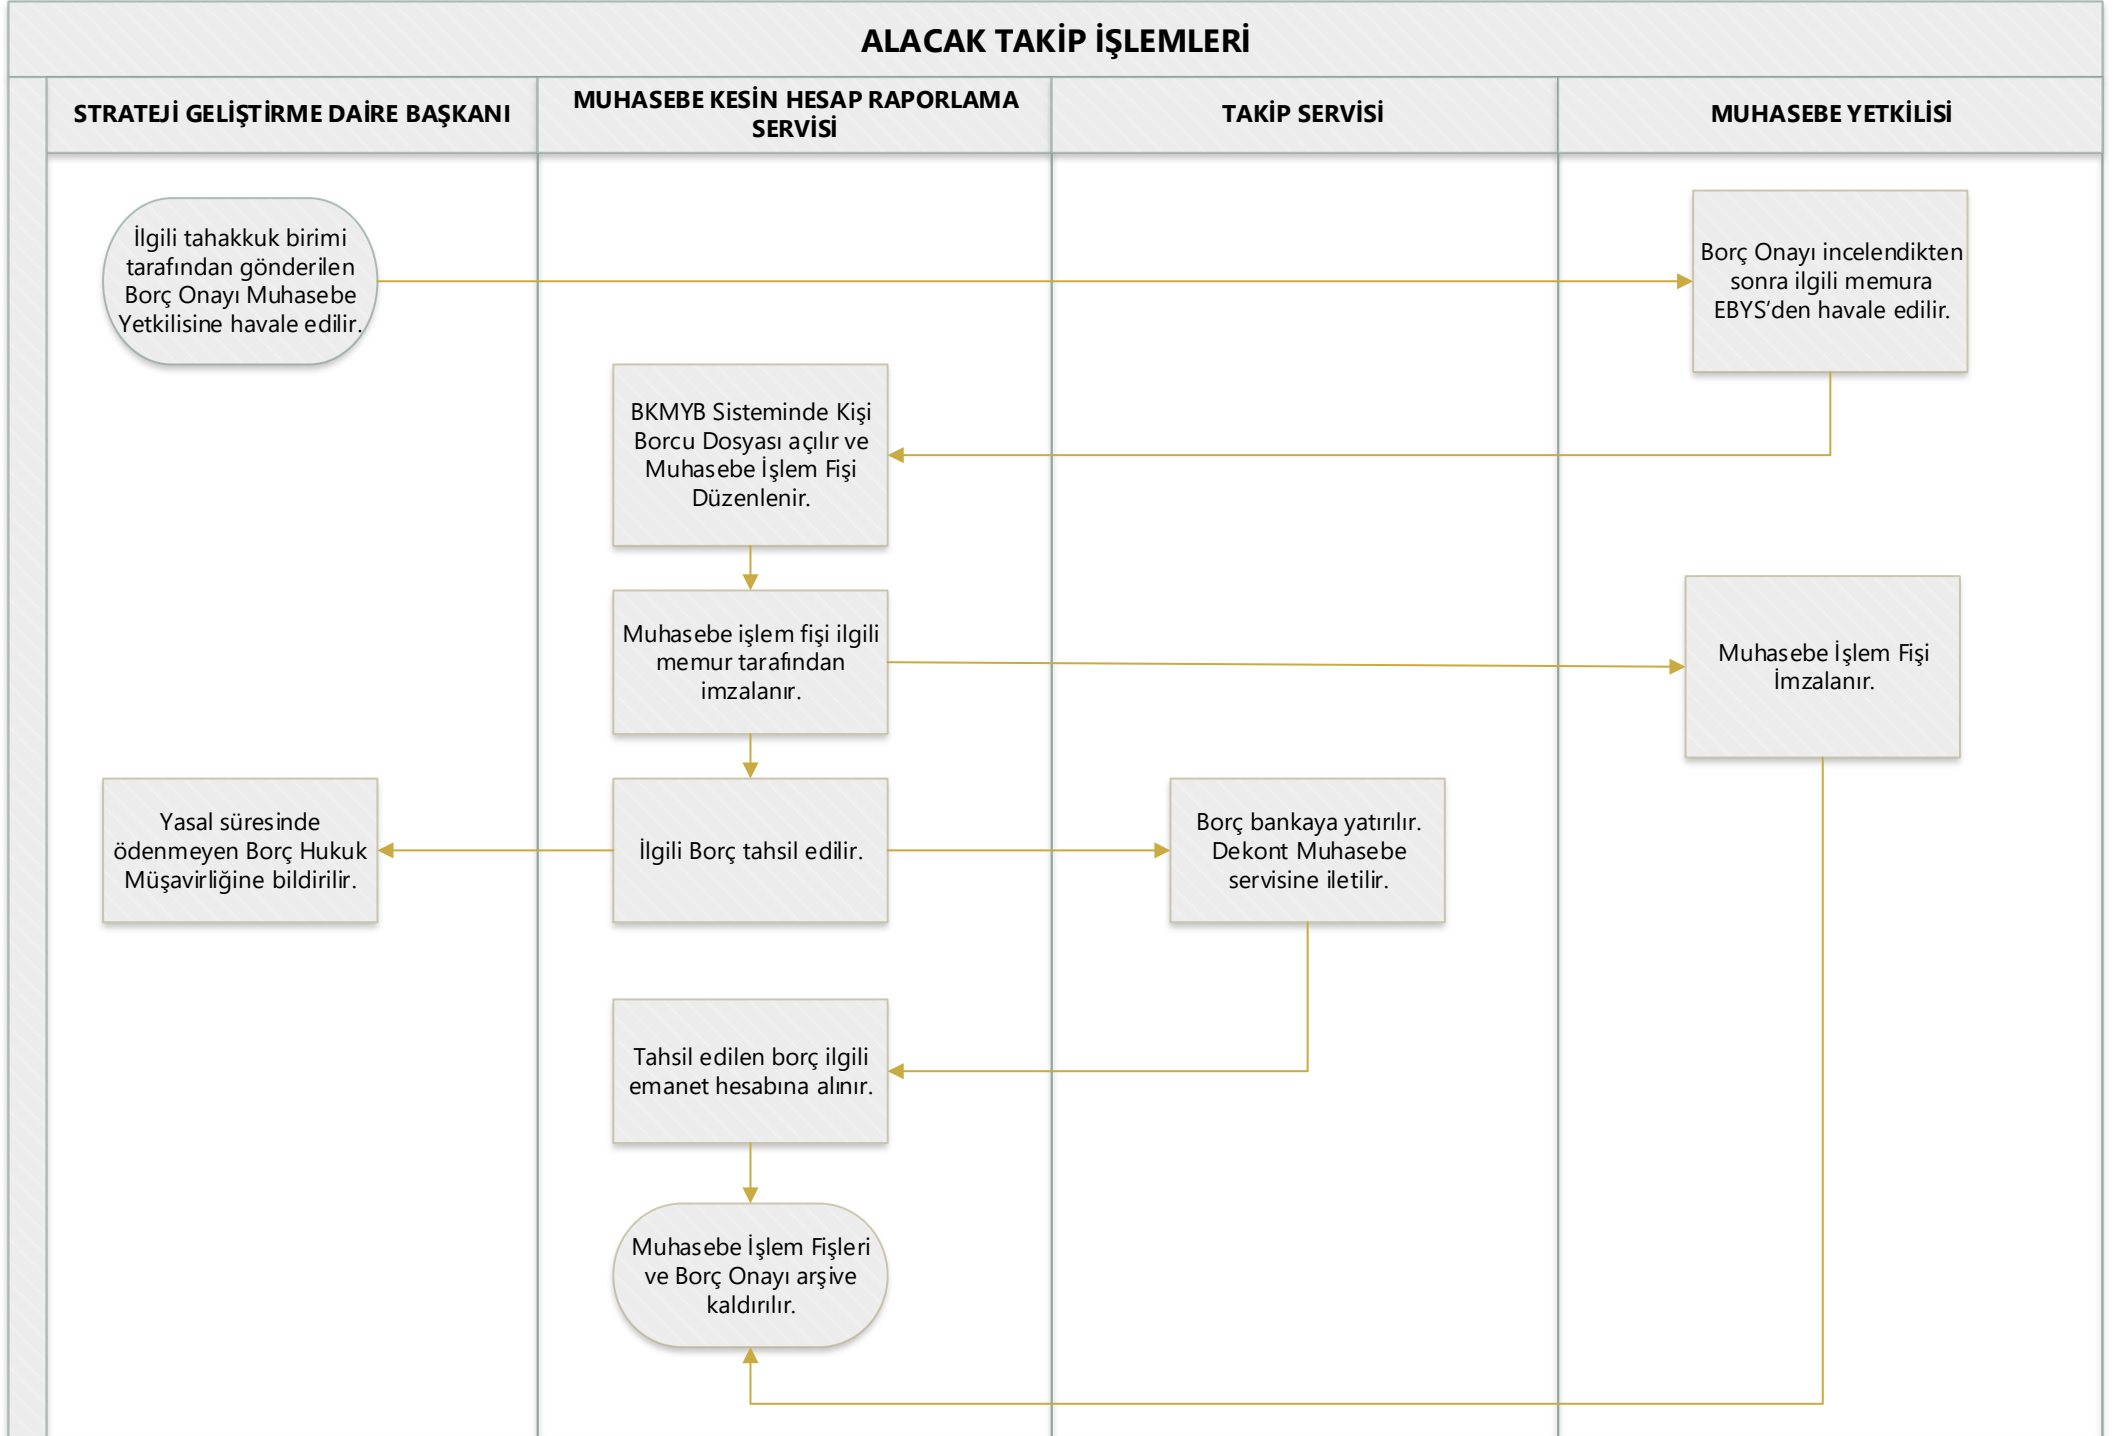 ALACAK TAKİP İŞLEMLERİ
STRATEJİ GELİŞTİRME DAİRE BAŞKANI
MUHASEBE KESİN HESAP RAPORLAMA
SERVİSİ
TAKİP SERVİSİ
MUHASEBE YETKİLİSİ
İlgili tahakkuk birimi
tarafından gönderilen
Borç Onayı Muhasebe
Yetkilisine havale edilir.
Borç Onayı incelendikten
sonra ilgili memura
EBYS’den havale edilir.
BKMYB Sisteminde Kişi
Borcu Dosyası açılır ve
Muhasebe İşlem Fişi
Düzenlenir.
Muhasebe işlem fişi ilgili
memur tarafından
imzalanır.
Muhasebe İşlem Fişi
İmzalanır.
Yasal süresinde
ödenmeyen Borç Hukuk
Müşavirliğine bildirilir.
İlgili Borç tahsil edilir.
Borç bankaya yatırılır.
Dekont Muhasebe
servisine iletilir.
Tahsil edilen borç ilgili
emanet hesabına alınır.
Muhasebe İşlem Fişleri
ve Borç Onayı arşive
kaldırılır.